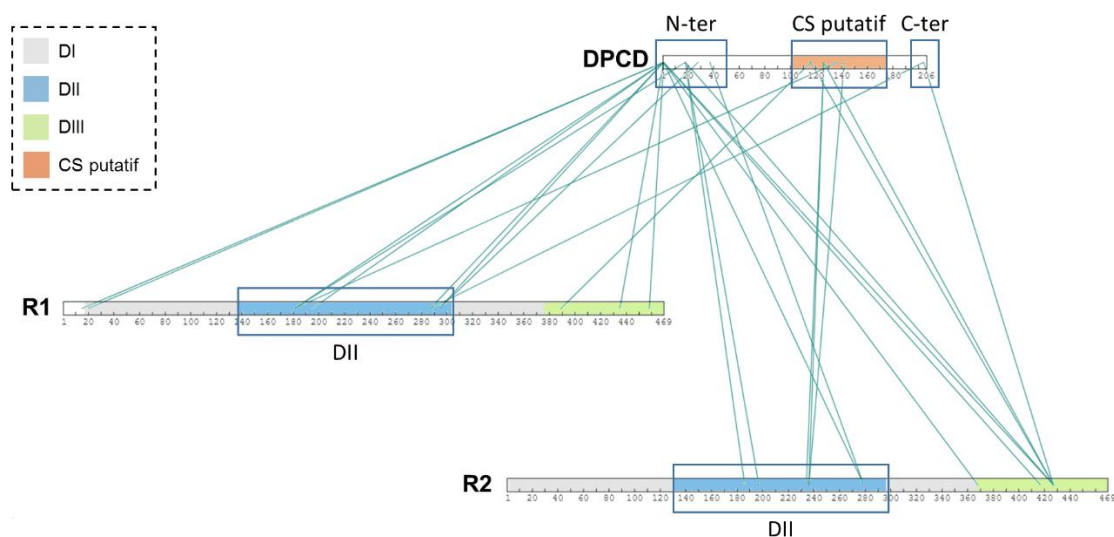 DI
DII
DIII
CS putatif
N-ter CS putatif C-ter
DPCD
1 20 40 60 80 100 120 140 160 180 206
R1
1 20 40 60 80 100 120 140 160 180 200 220 240 260 280 300 320 340 360 380 400 420 440 469
DII
R2
1 20 40 60 80 100 120 140 160 180 200 220 240 260 280 300 320 340 360 380 400 420 440 469
DII